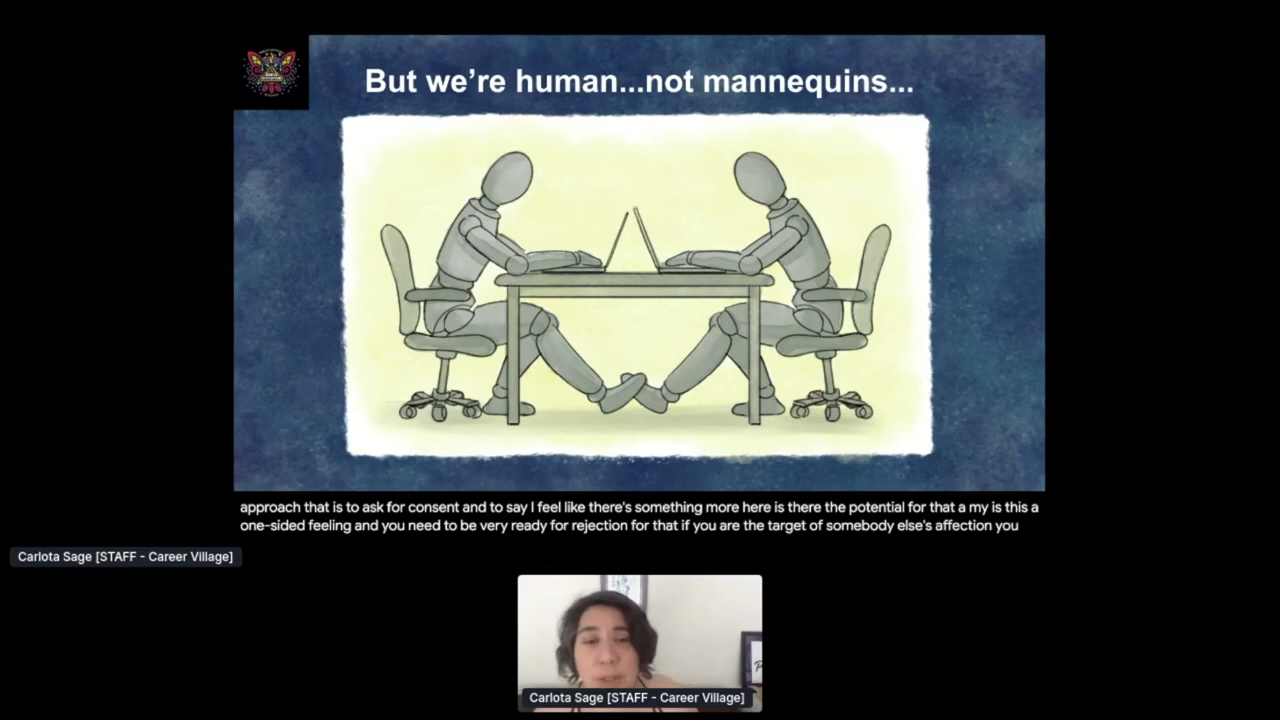 But we're human...not mannequins...
approach that is to ask for consent and to say I feel like there's something more here is there the potential for that a my is this a
one-sided feeling and you need to be very ready for rejection for that if you are the target of somebody else's affection you
Carlota Sage [STAFF - Career Village]
Carlota Sage [STAFF - Career Village]